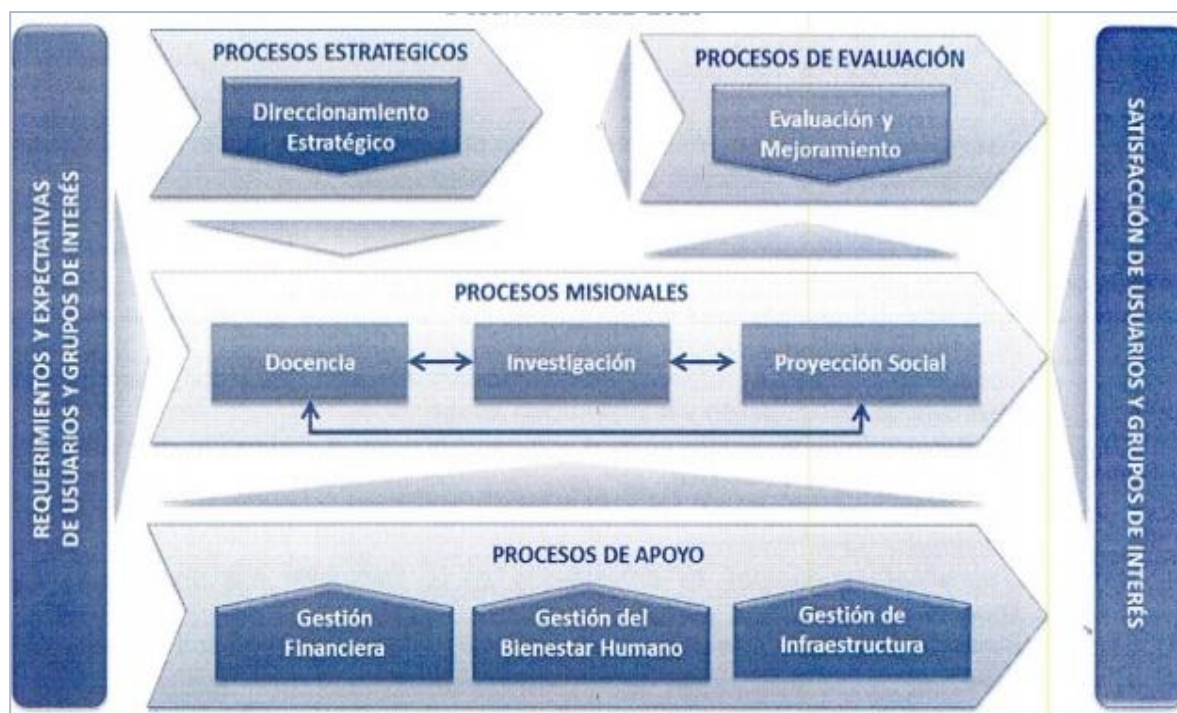 REQUERIMIENTOS Y EXPECTATIVAS
DE USUARIOS Y GRUPOS DE INTERÉS
PROCESOS ESTRATEGICOS
Direccionamiento
Estratégico
PROCESOS DE EVALUACIÓN
Evaluación y
Mejoramiento
PROCESOS MISIONALES
Docencia
Investigación
Proyección Social
PROCESOS DE APOYO
Gestión
Financiera
Gestión del
Bienestar Humano
Gestión de
Infraestructura
SATISFACCIÓN DE USUARIOS Y GRUPOS DE INTERÉS